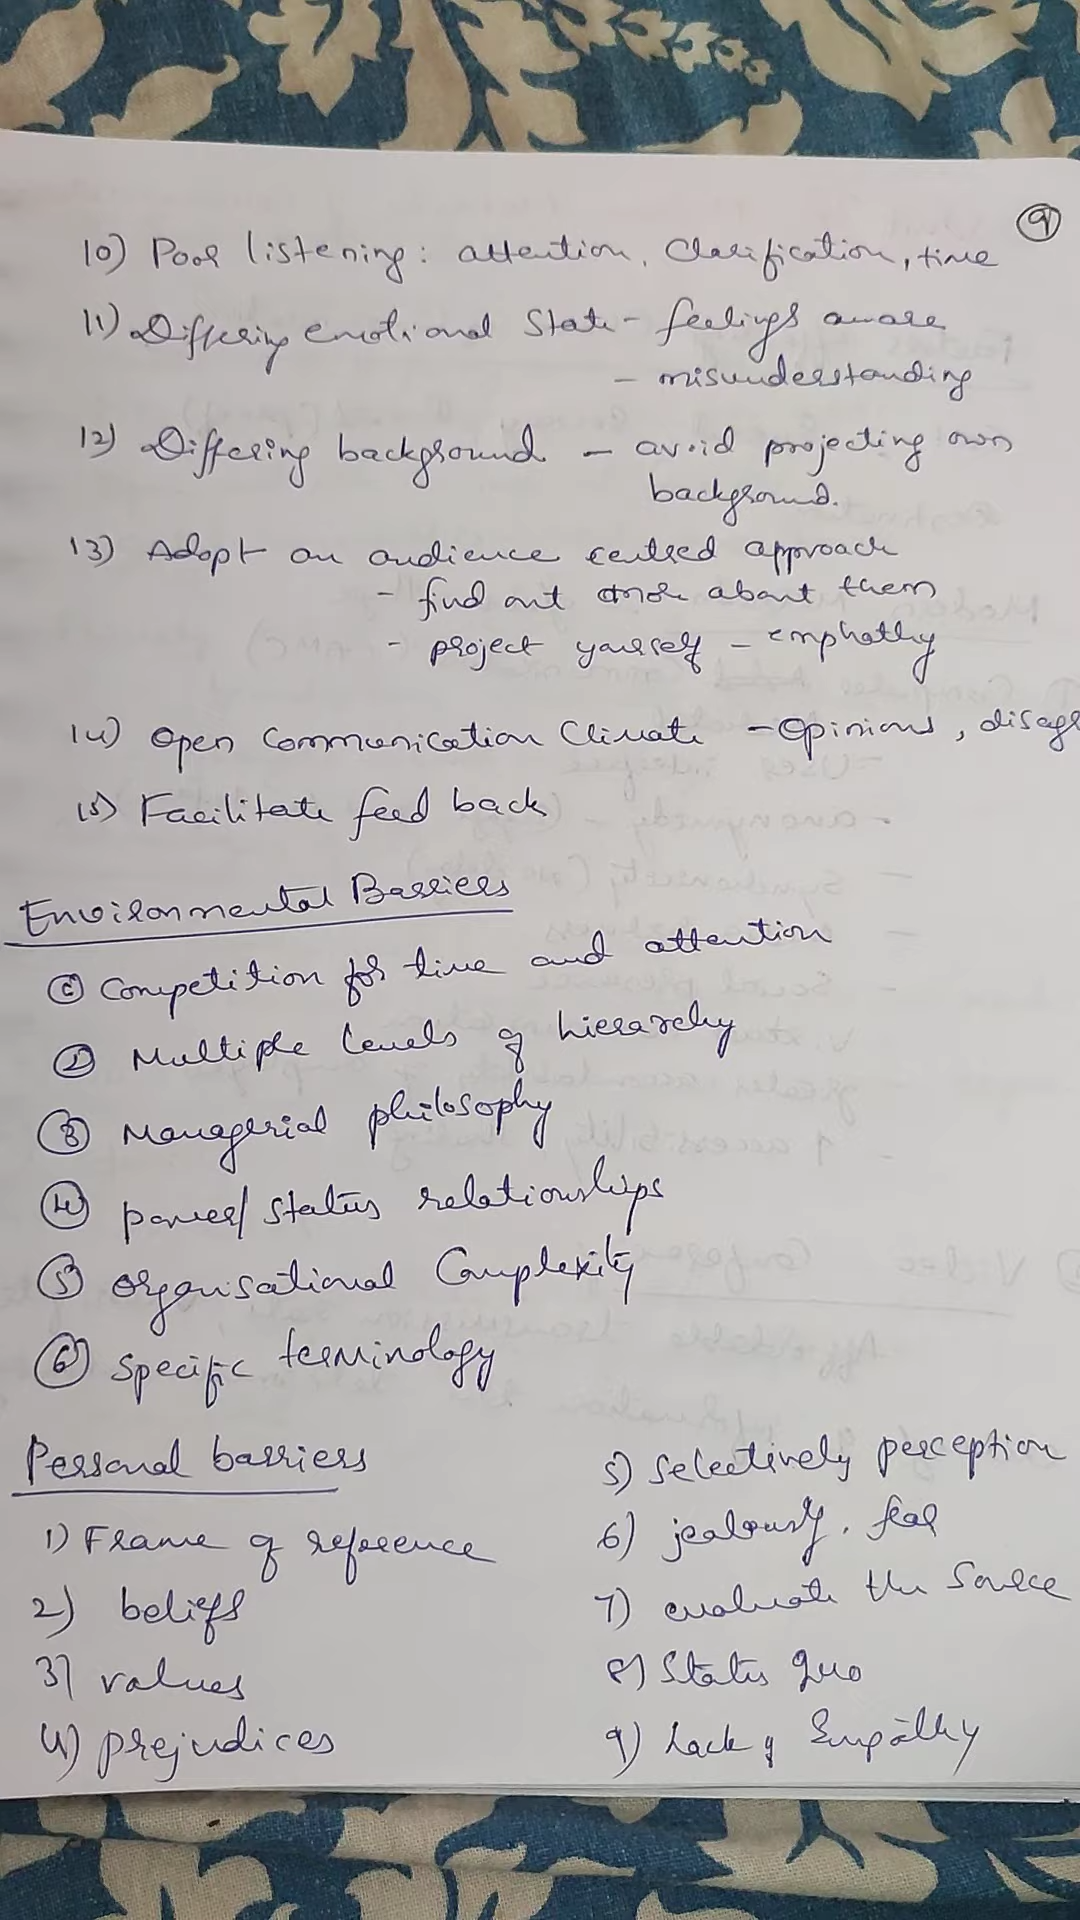 9
10) Poor listening: attention, clarification, time
11) Differing emotional State - feelings aware
- misunderstanding
12) Differing background - avoid projecting own
background.
13) Adopt an audience centred approach
- find out more about them
- project yourself - emphathy
14) Open Communication Climate - Opinions, disag
15) Facilitate feed back
Environmental Barriers
① Competition for time and attention
② Multiple levels of hierarchy
③ Managerial philosophy
④ power/status relationships
⑤ Organisational Complexity
⑥ Specific terminology
Personal barriers
1) Frame of reference
2) beliefs
3) values
4) prejudices
5) Selectively perception
6) jealously, fear
7) evaluate the Source
8) Status quo
9) Lack of Empathy